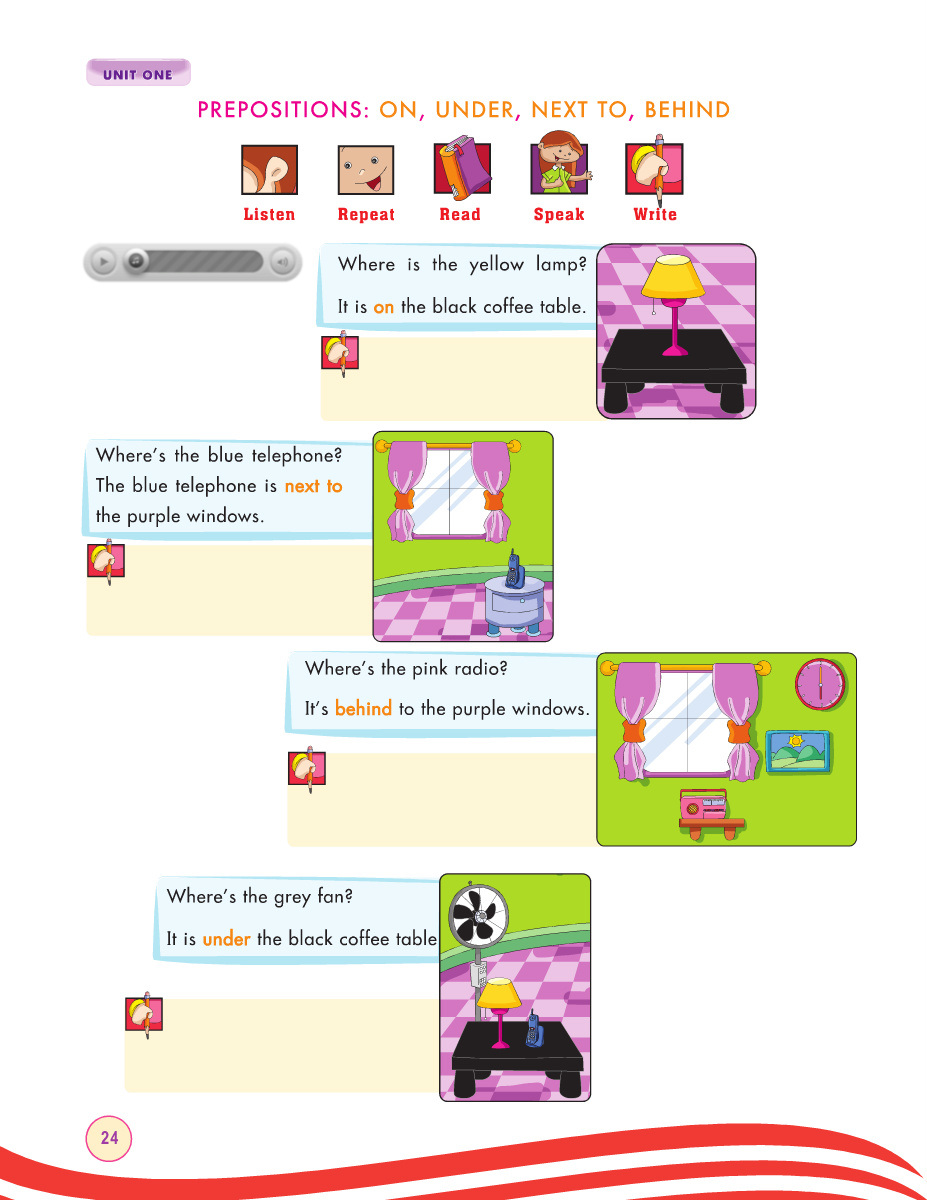 UNIT ONE
PREPOSITIONS: ON, UNDER, NEXT TO, BEHIND
Listen Repeat Read Speak Write
Where is the yellow lamp?
It is on the black coffee table.
Where's the blue telephone?
The blue telephone is next to
the purple windows.
Where's the pink radio?
It's behind to the purple windows.
Where's the grey fan?
It is under the black coffee table
24